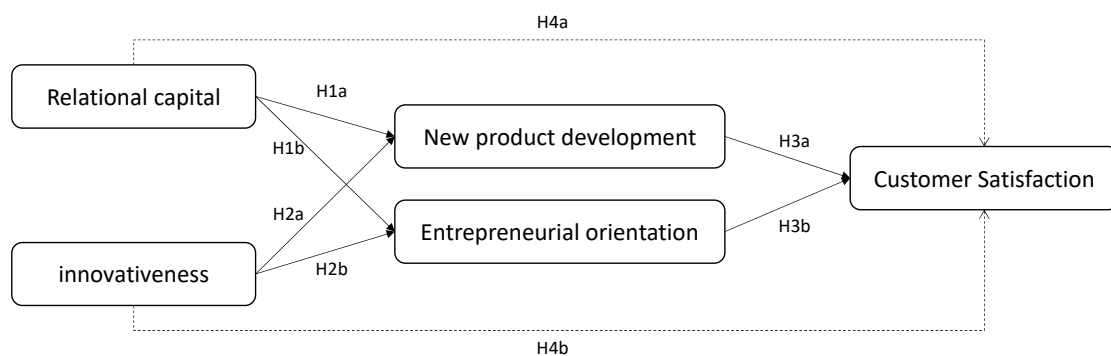 H4a
Relational capital
H1a
New product development
H3a
H1b
Customer Satisfaction
H2a
Entrepreneurial orientation
H3b
innovativeness
H2b
H4b